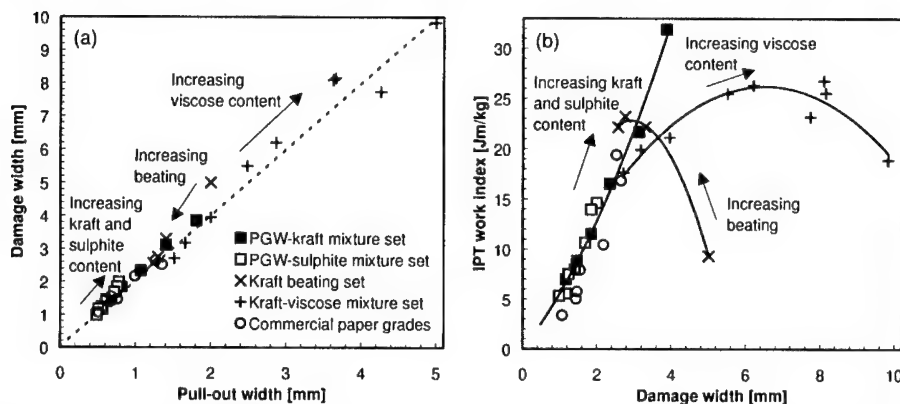 (a)
Damage width [mm]
10
9
8
7
6
5
4
3
2
1
0
Increasing
viscose content
Increasing
beating
Increasing
kraft and
sulphite
content
PGW-kraft mixture set
PGW-sulphite mixture set
Kraft beating set
Kraft-viscose mixture set
Commercial paper grades
0 1 2 3 4 5
Pull-out width [mm]
(b)
IPT work index [Jm/kg]
30
25
20
15
10
5
0
Increasing viscose
content
Increasing kraft
and sulphite
content
Increasing
beating
0 2 4 6 8 10
Damage width [mm]